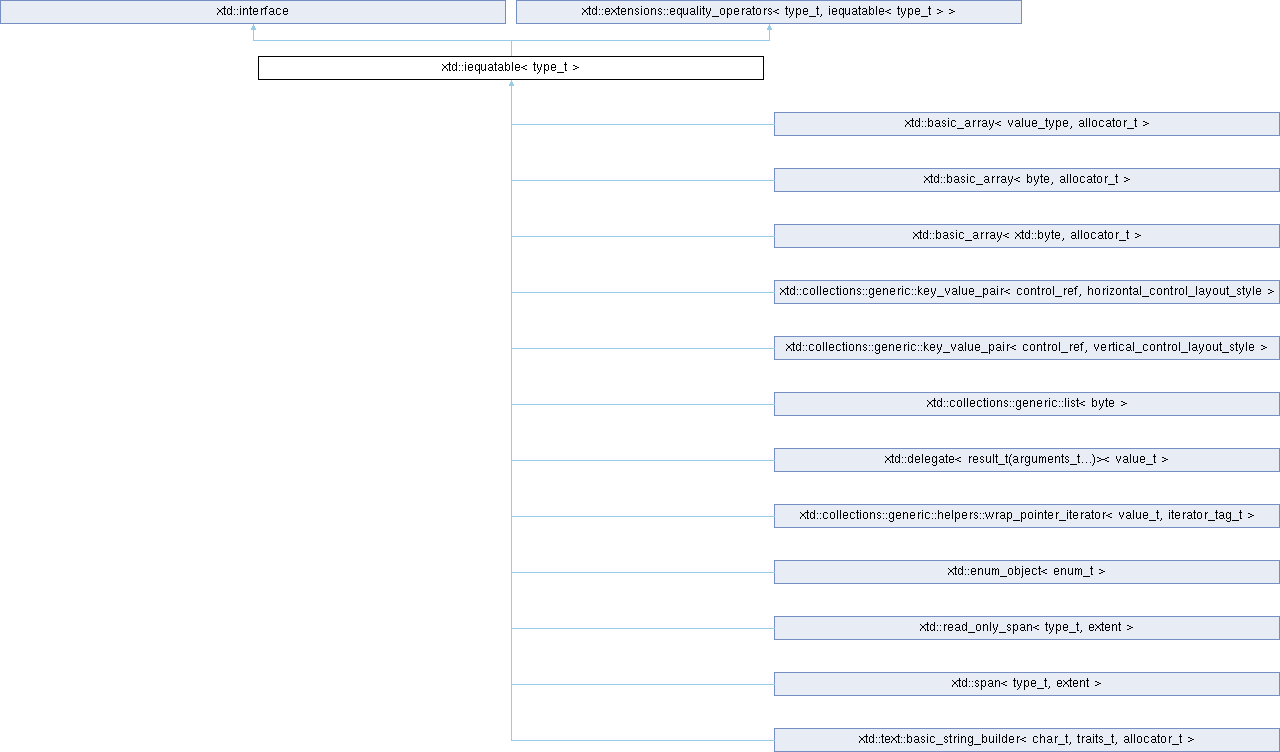 xtd::interface
xtd::extensions::equality_operators< type_t, iequatable< type_t > >
xtd::iequatable< type_t >
xtd::basic_array< value_type, allocator_t >
xtd::basic_array< byte, allocator_t >
xtd::basic_array< xtd::byte, allocator_t >
xtd::collections::generic::key_value_pair< control_ref, horizontal_control_layout_style >
xtd::collections::generic::key_value_pair< control_ref, vertical_control_layout_style >
xtd::collections::generic::list< byte >
xtd::delegate< result_t(arguments_t...)>< value_t >
xtd::collections::generic::helpers::wrap_pointer_iterator< value_t, iterator_tag_t >
xtd::enum_object< enum_t >
xtd::read_only_span< type_t, extent >
xtd::span< type_t, extent >
xtd::text::basic_string_builder< char_t, traits_t, allocator_t >